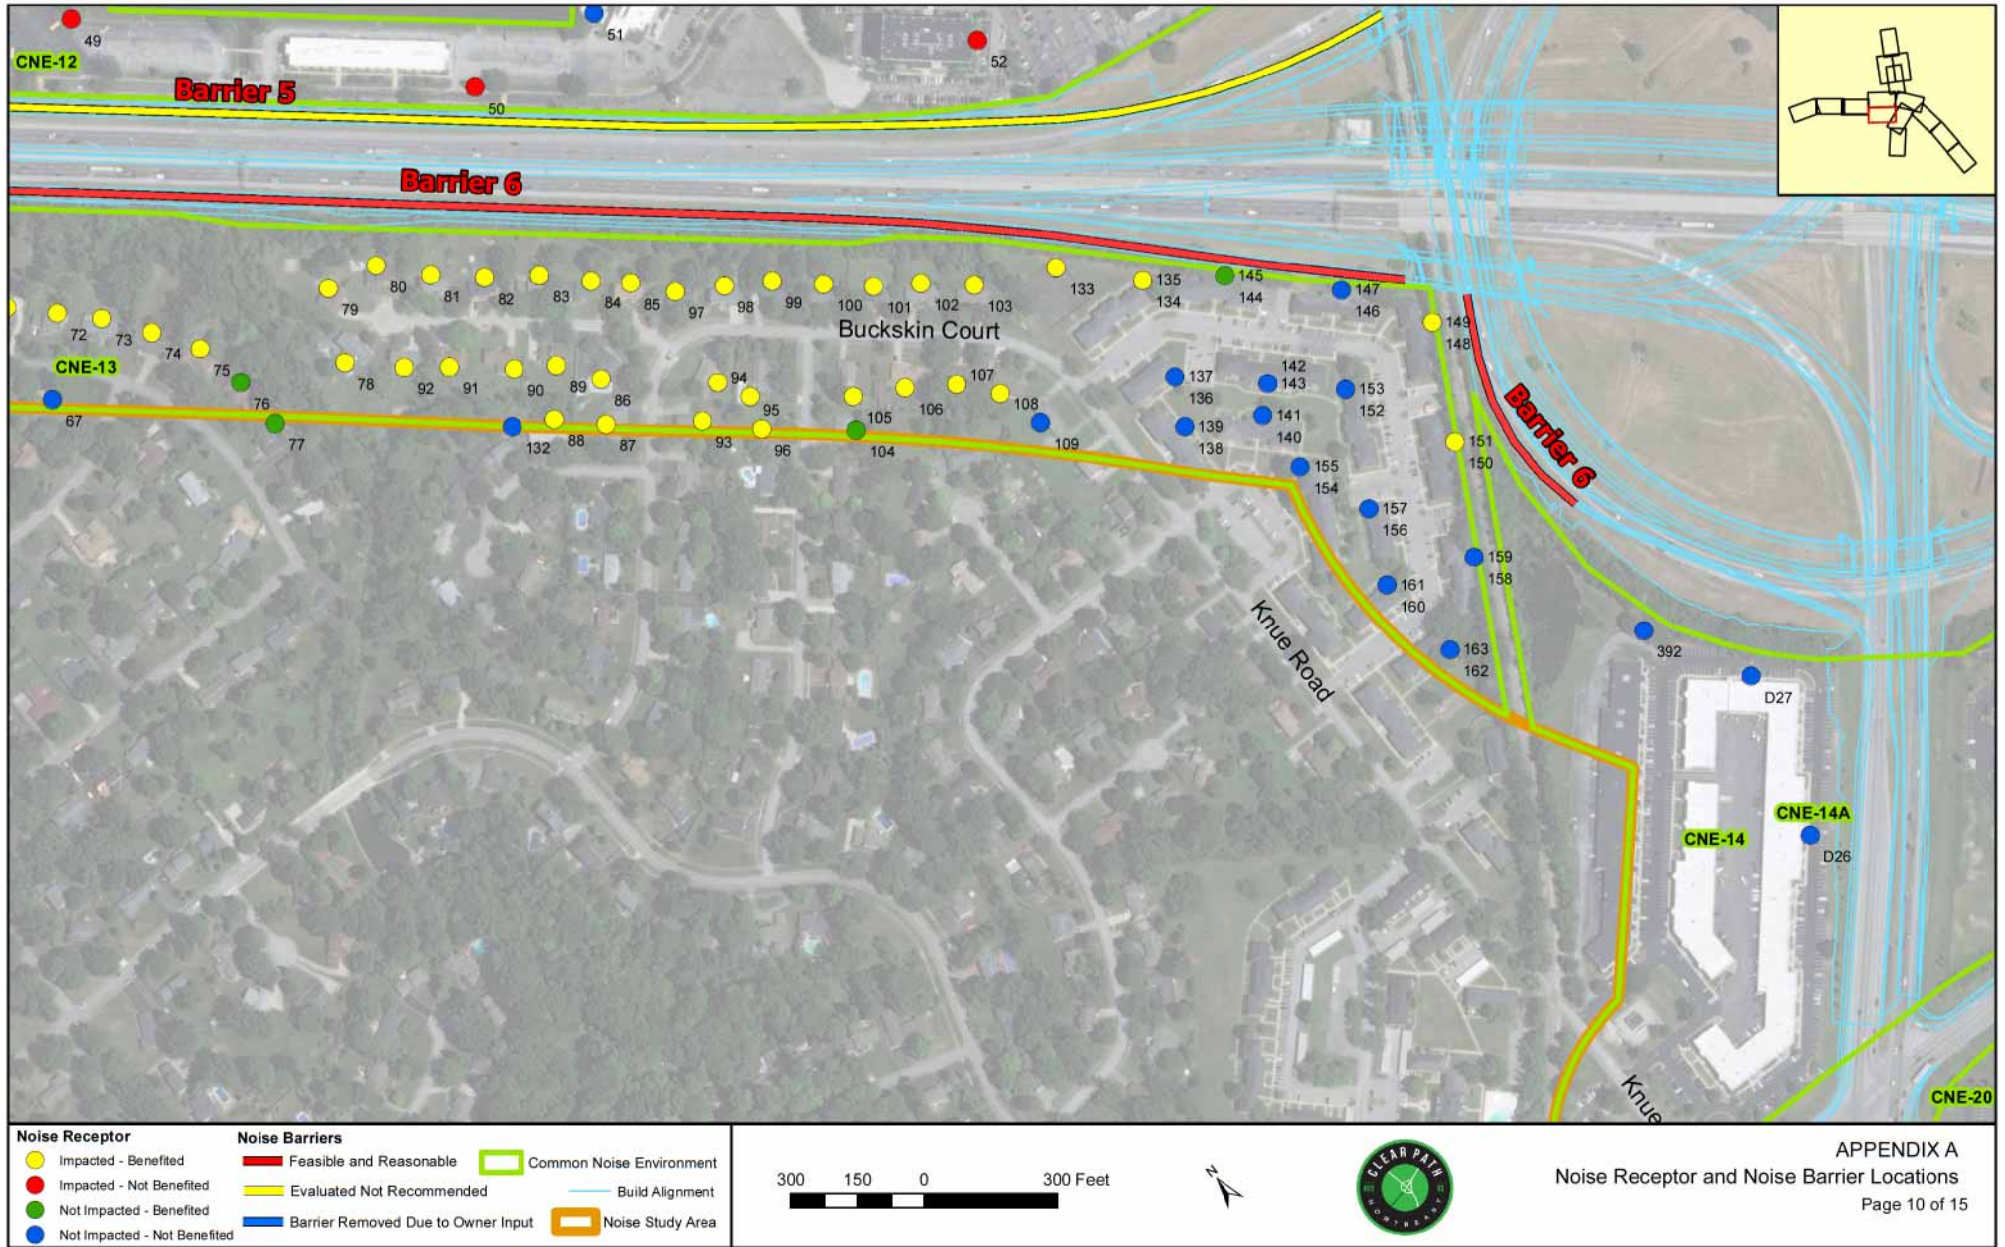 49
51
52
CNE-12
Barrier 5
50
Barrier 6
80
81
82
83
84
85
97
98
99
100
101
102
103
133
135
134
145
144
147
146
79
72
73
74
75
149
148
Buckskin Court
CNE-13
78
92
91
90
89
86
94
95
105
106
107
108
137
136
142
143
153
152
76
67
77
132
88
87
93
96
104
109
139
138
141
140
151
150
Barrier 6
155
154
157
156
159
158
161
160
163
162
Knue Road
392
D27
CNE-14A
CNE-14
D26
Knue
CNE-20
Noise Receptor
Impacted - Benefited
Impacted - Not Benefited
Not Impacted - Benefited
Not Impacted - Not Benefited
Noise Barriers
Feasible and Reasonable
Evaluated Not Recommended
Barrier Removed Due to Owner Input
Common Noise Environment
Build Alignment
Noise Study Area
300 150 0 300 Feet
N
CLEAR PATH
NORTHEAST
APPENDIX A
Noise Receptor and Noise Barrier Locations
Page 10 of 15